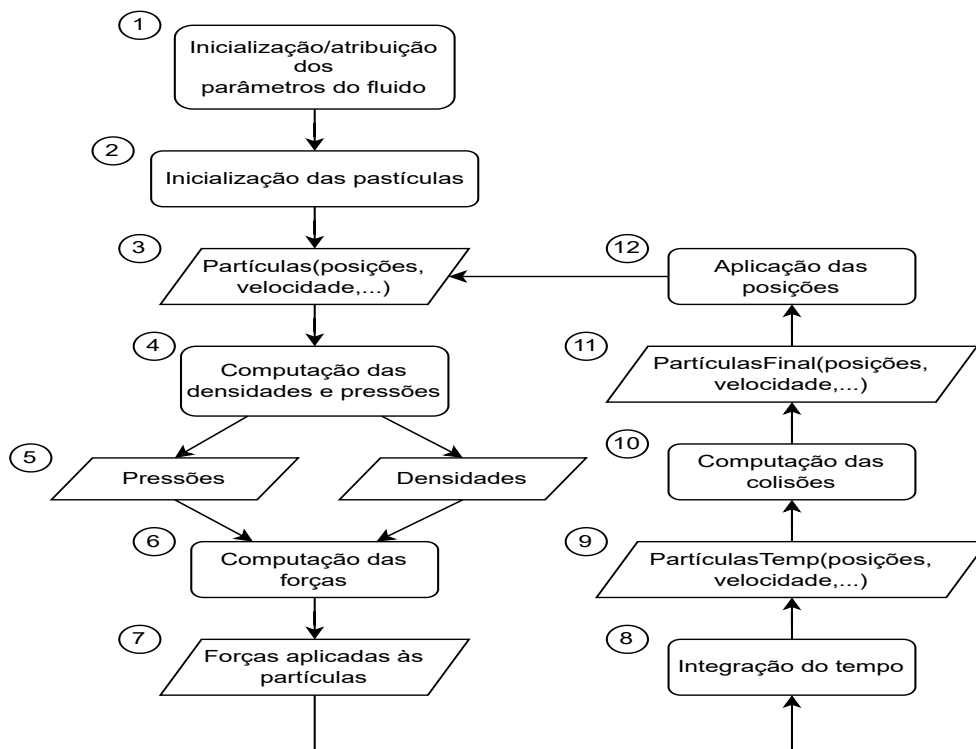 1
Inicialização/atribuição
dos
parâmetros do fluido
2
Inicialização das pastículas
3
Partículas(posições,
velocidade,...)
4
Computação das
densidades e pressões
5
Pressões
Densidades
6
Computação das
forças
7
Forças aplicadas às
partículas
8
Integração do tempo
9
PartículasTemp(posições,
velocidade,...)
10
Computação das
colisões
11
PartículasFinal(posições,
velocidade,...)
12
Aplicação das
posições